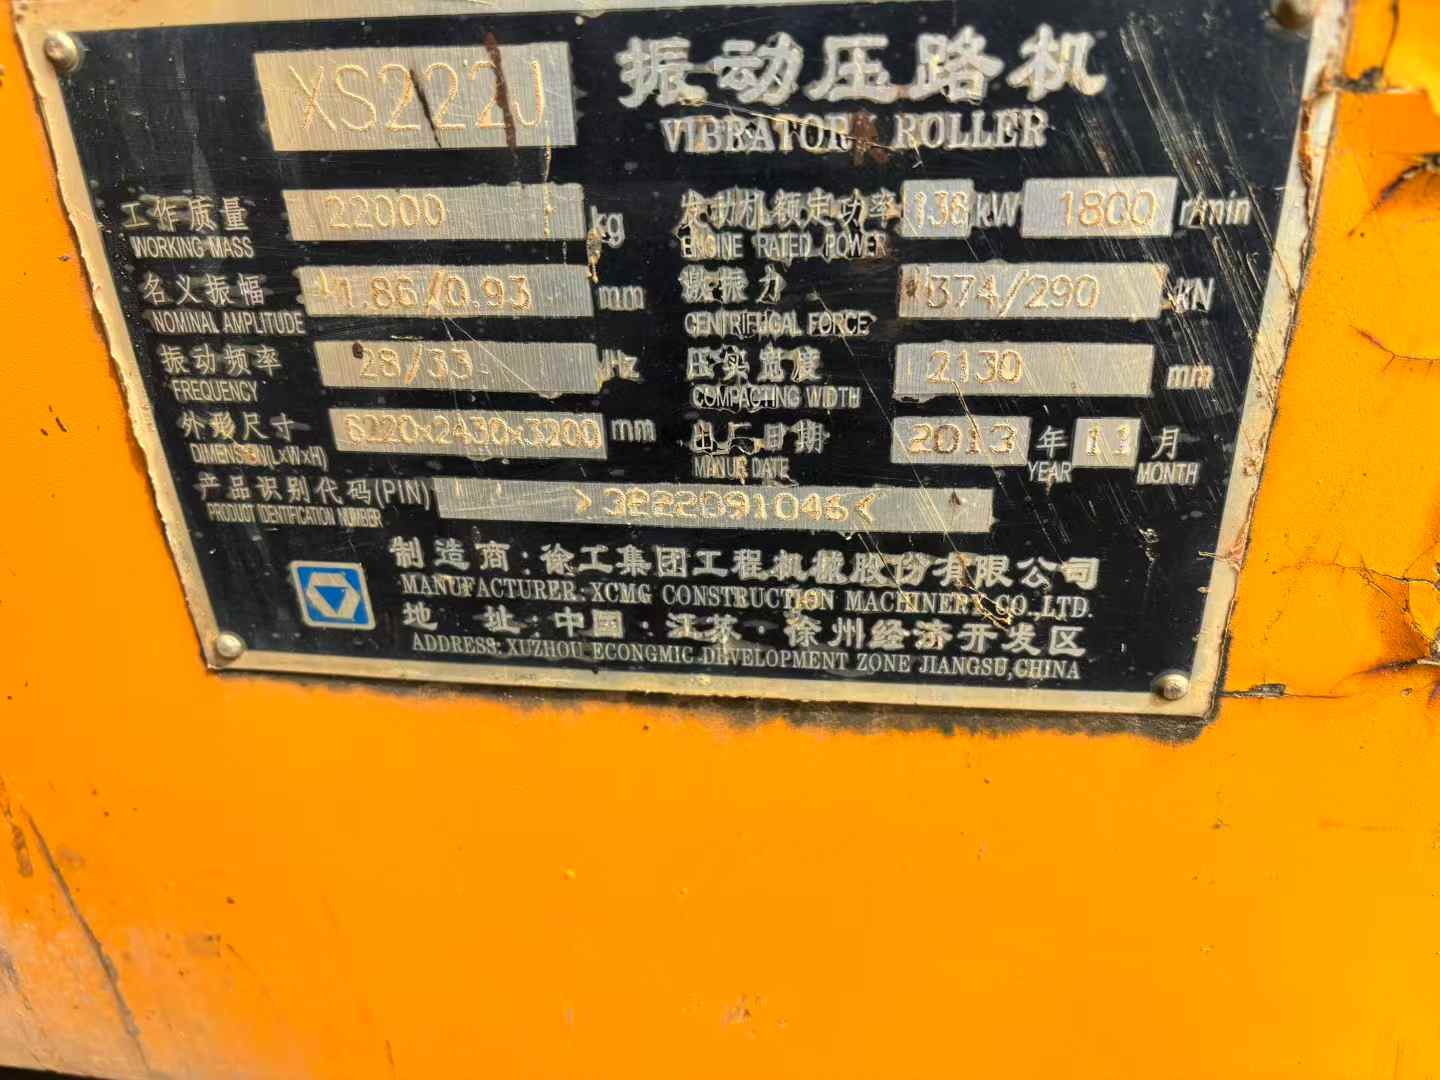 XS222J 振动压路机
VIBRATORY ROLLER
工作质量 22000 kg 发动机额定功率 138 kW 1800 r/min
WORKING MASS ENGINE RATED POWER
名义振幅 1.86/0.93 mm 激振力 374/290 kN
NOMINAL AMPLITUDE CENTRIFUGAL FORCE
振动频率 28/33 Hz 压实宽度 2130 mm
FREQUENCY COMPACTING WIDTH
外形尺寸 6220x2430x3200 mm 出厂日期 2013 年 11 月
DIMENSION(L×W×H) MANUR DATE YEAR MONTH
产品识别代码(PIN) >3222091046<
PRODUCT IDENTIFICATION NUMBER
制造商:徐工集团工程机械股份有限公司
MANUFACTURER:XCMG CONSTRUCTION MACHINERY CO.,LTD.
地 址:中国·江苏·徐州经济开发区
ADDRESS: XUZHOU ECONGMIC DEVELOPMENT ZONE JIANGSU,CHINA